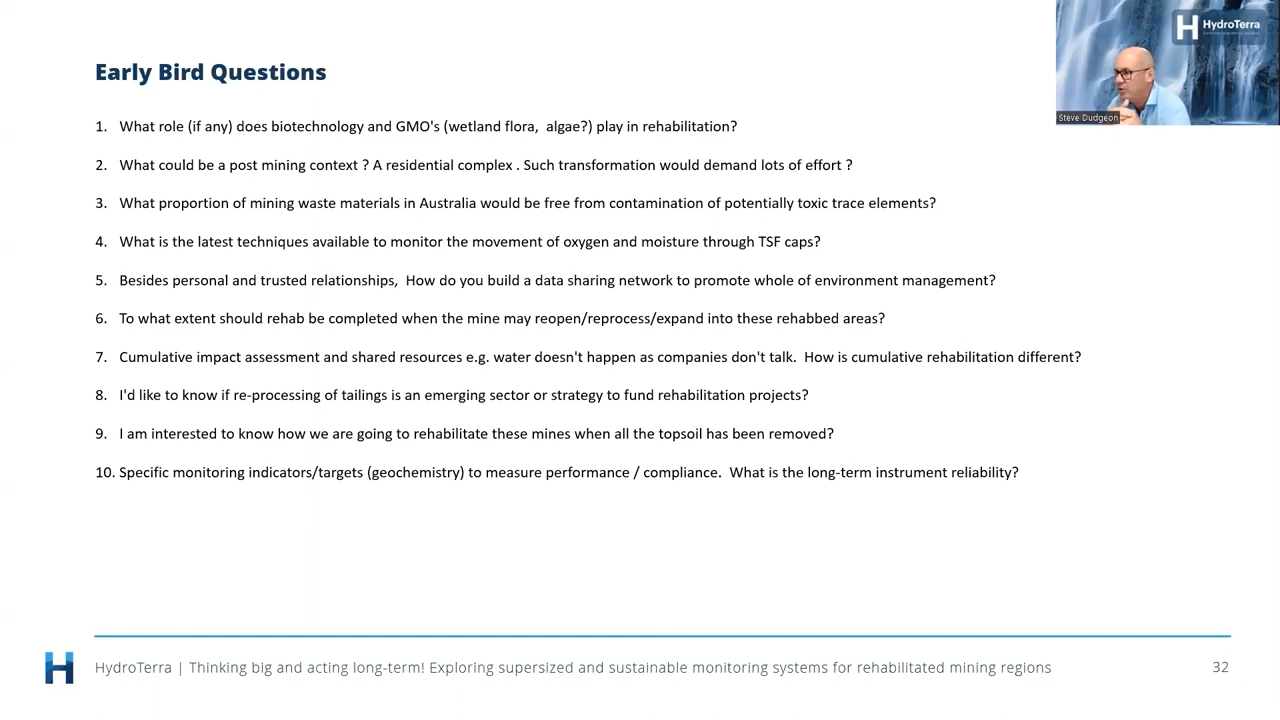 HydroTerra
Steve Dudgeon
Early Bird Questions
1. What role (if any) does biotechnology and GMO's (wetland flora, algae?) play in rehabilitation?
2. What could be a post mining context ? A residential complex . Such transformation would demand lots of effort ?
3. What proportion of mining waste materials in Australia would be free from contamination of potentially toxic trace elements?
4. What is the latest techniques available to monitor the movement of oxygen and moisture through TSF caps?
5. Besides personal and trusted relationships, How do you build a data sharing network to promote whole of environment management?
6. To what extent should rehab be completed when the mine may reopen/reprocess/expand into these rehabbed areas?
7. Cumulative impact assessment and shared resources e.g. water doesn't happen as companies don't talk. How is cumulative rehabilitation different?
8. I'd like to know if re-processing of tailings is an emerging sector or strategy to fund rehabilitation projects?
9. I am interested to know how we are going to rehabilitate these mines when all the topsoil has been removed?
10. Specific monitoring indicators/targets (geochemistry) to measure performance / compliance. What is the long-term instrument reliability?
HydroTerra | Thinking big and acting long-term! Exploring supersized and sustainable monitoring systems for rehabilitated mining regions
32